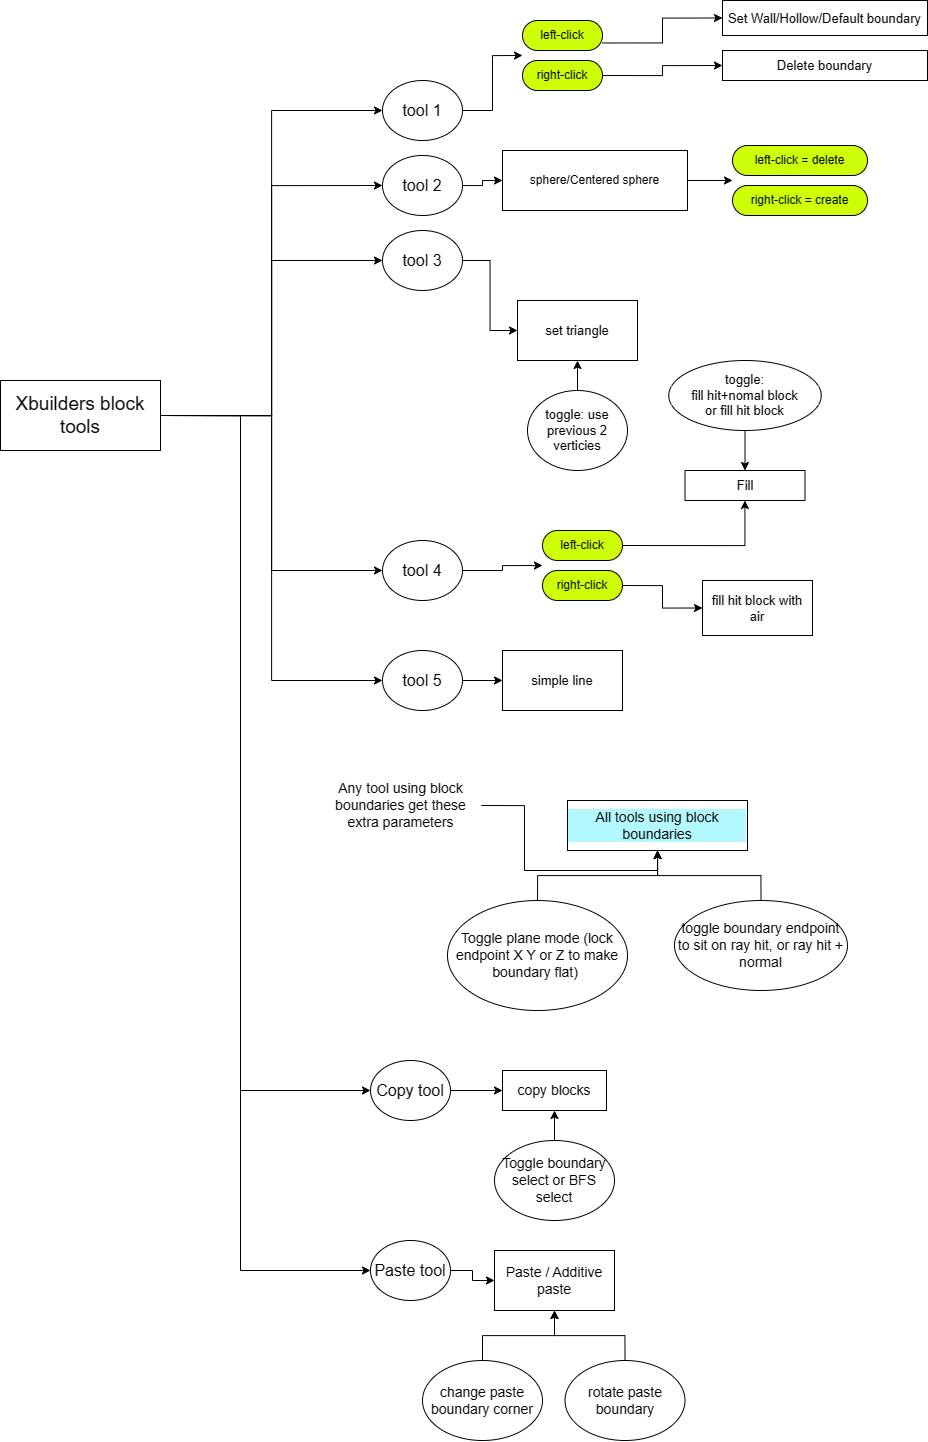 left-click
Set Wall/Hollow/Default boundary
right-click
Delete boundary
tool 1
left-click = delete
tool 2
sphere/Centered sphere
right-click = create
tool 3
set triangle
Xbuilders block
tools
toggle: use
previous 2
verticies
toggle:
fill hit+nomal block
or fill hit block
Fill
left-click
tool 4
right-click
fill hit block with
air
tool 5
simple line
Any tool using block
boundaries get these
extra parameters
All tools using block
boundaries
Toggle plane mode (lock
endpoint X Y or Z to make
boundary flat)
toggle boundary endpoint
to sit on ray hit, or ray hit +
normal
Copy tool
copy blocks
Toggle boundary
select or BFS
select
Paste tool
Paste / Additive
paste
change paste
boundary corner
rotate paste
boundary